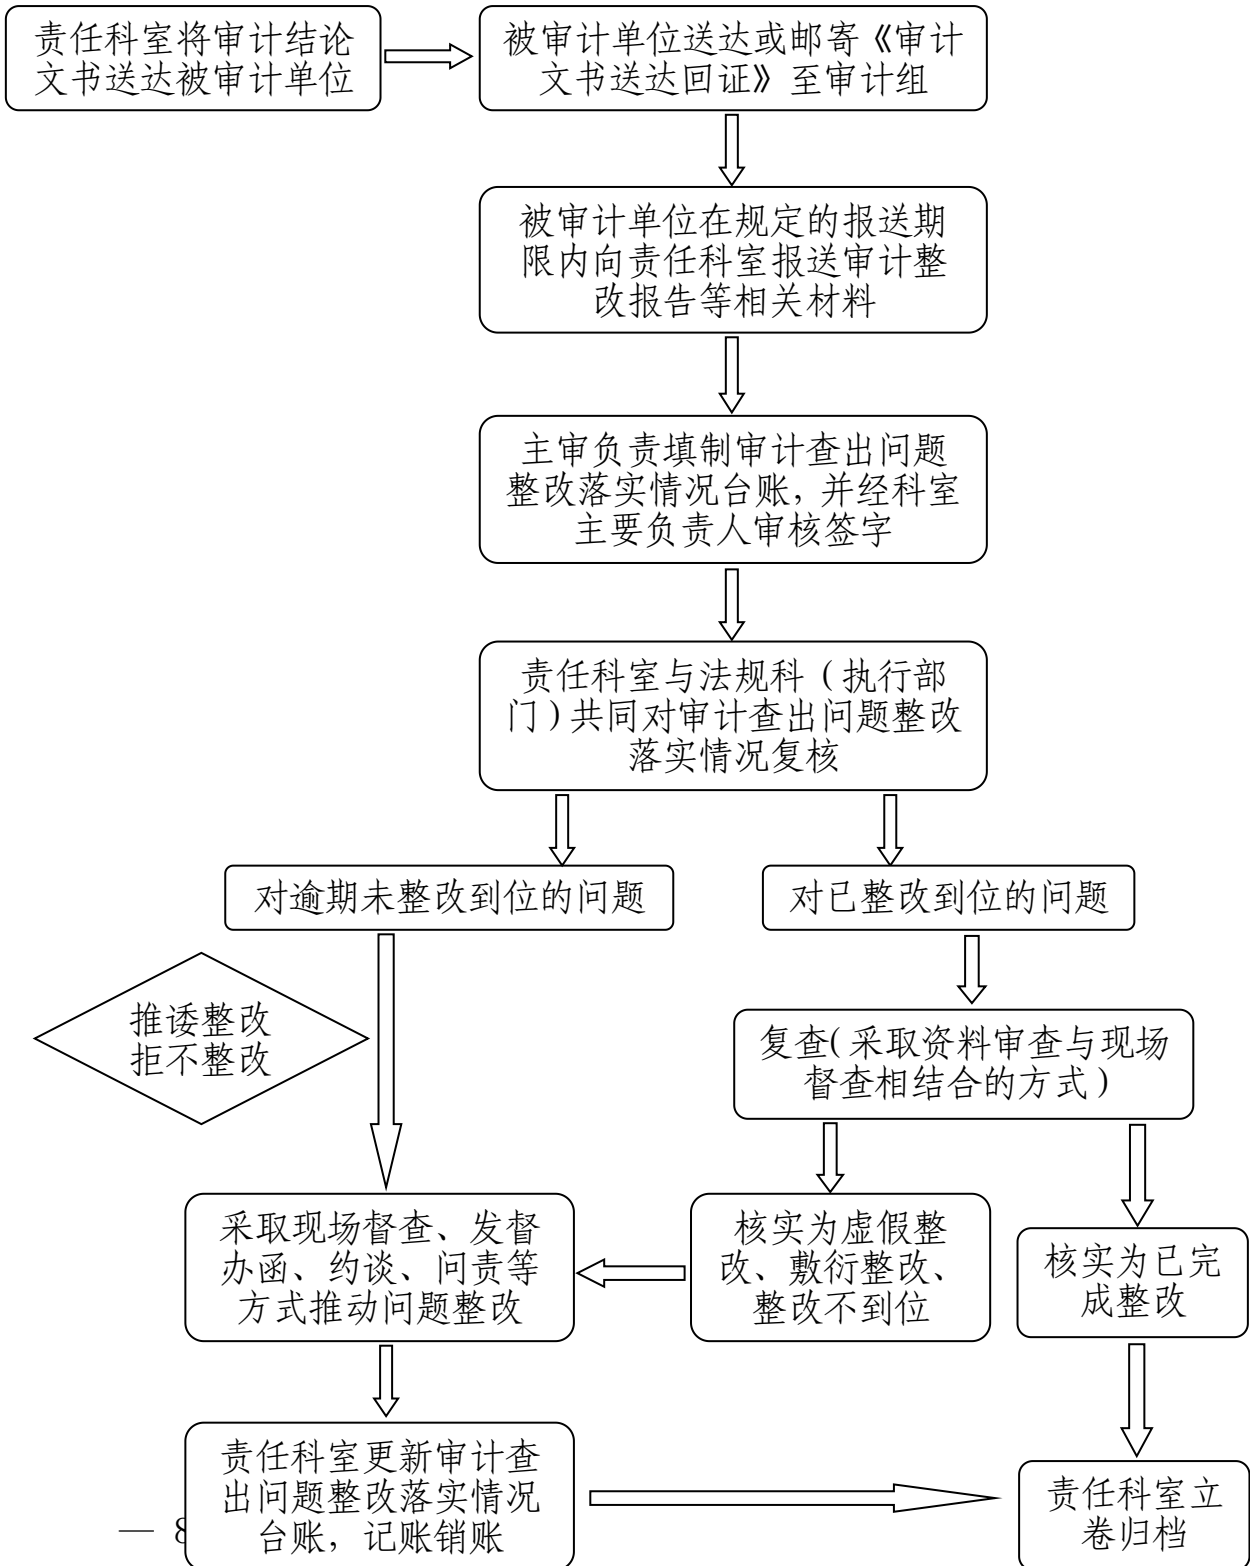 责任科室将审计结论
文书送达被审计单位
被审计单位送达或邮寄《审计
文书送达回证》至审计组
被审计单位在规定的报送期
限内向责任科室报送审计整
改报告等相关材料
主审负责填制审计查出问题
整改落实情况台账，并经科室
主要负责人审核签字
责任科室与法规科（执行部
门）共同对审计查出问题整改
落实情况复核
对逾期未整改到位的问题
对已整改到位的问题
推诿整改
拒不整改
复查(采取资料审查与现场
督查相结合的方式)
采取现场督查、发督
办函、约谈、问责等
方式推动问题整改
核实为虚假整
改、敷衍整改、
整改不到位
核实为已完
成整改
责任科室更新审计查
出问题整改落实情况
台账，记账销账
责任科室立
卷归档
— 8